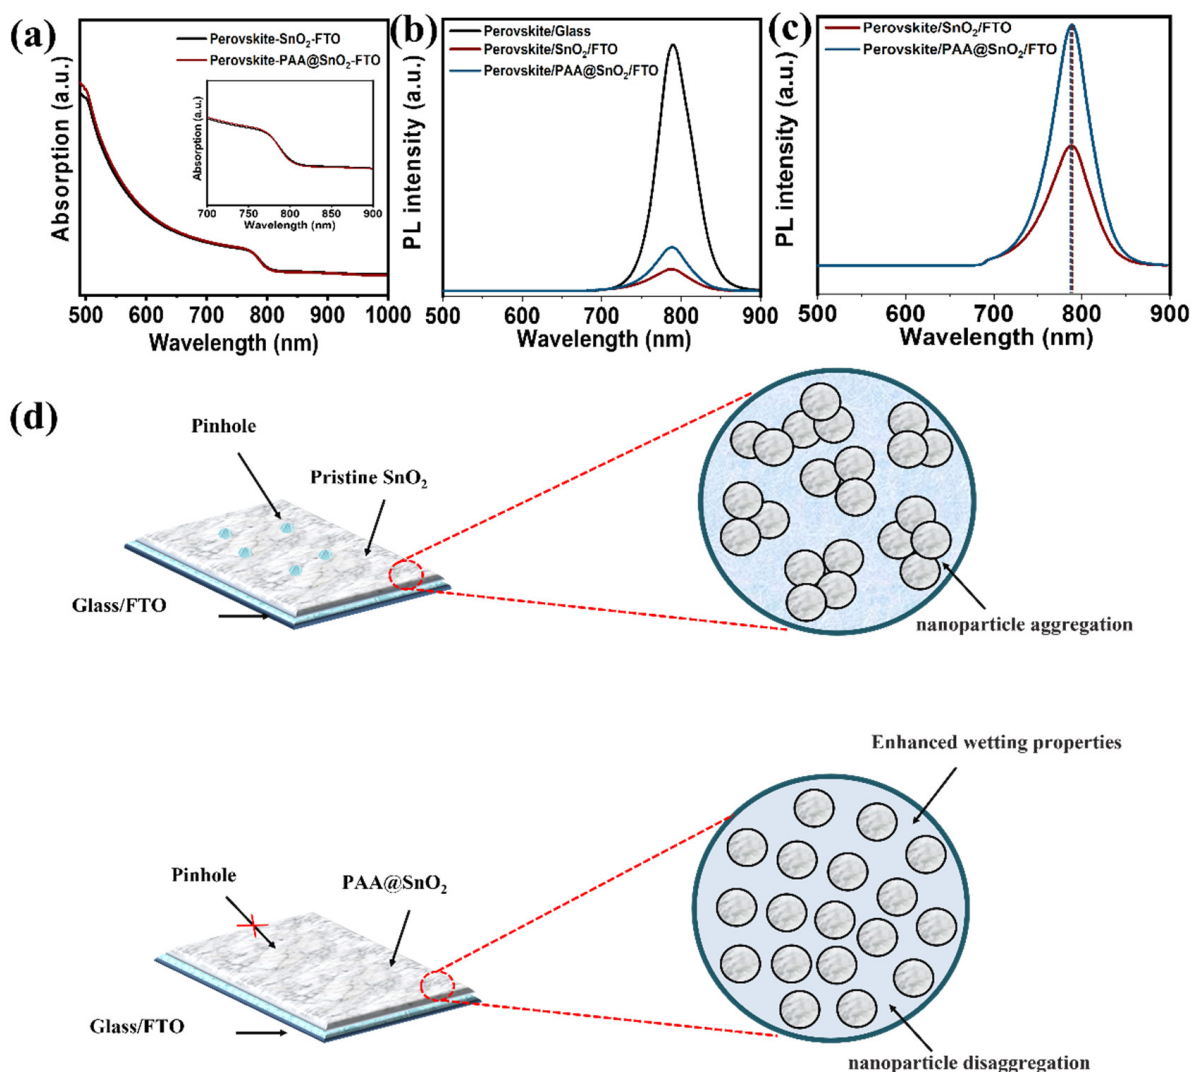 (a)
Perovskite-SnO₂-FTO
Perovskite-PAA@SnO₂-FTO
Absorption (a.u.)
Absorption (a.u.)
700 750 800 850 900
Wavelength (nm)
500 600 700 800 900 1000
Wavelength (nm)
(b)
Perovskite/Glass
Perovskite/SnO₂/FTO
Perovskite/PAA@SnO₂/FTO
PL intensity (a.u.)
500 600 700 800 900
Wavelength (nm)
(c)
Perovskite/SnO₂/FTO
Perovskite/PAA@SnO₂/FTO
PL intensity (a.u.)
500 600 700 800 900
Wavelength (nm)
(d)
Pinhole
Pristine SnO₂
Glass/FTO
nanoparticle aggregation
Enhanced wetting properties
Pinhole
PAA@SnO₂
Glass/FTO
nanoparticle disaggregation